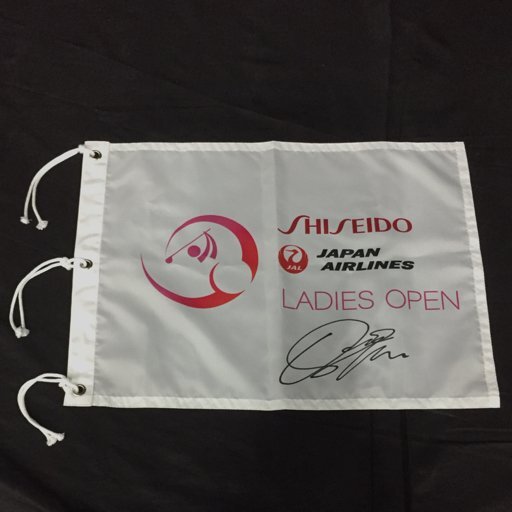 SHISEIDO
JAL
JAPAN
AIRLINES
LADIES OPEN